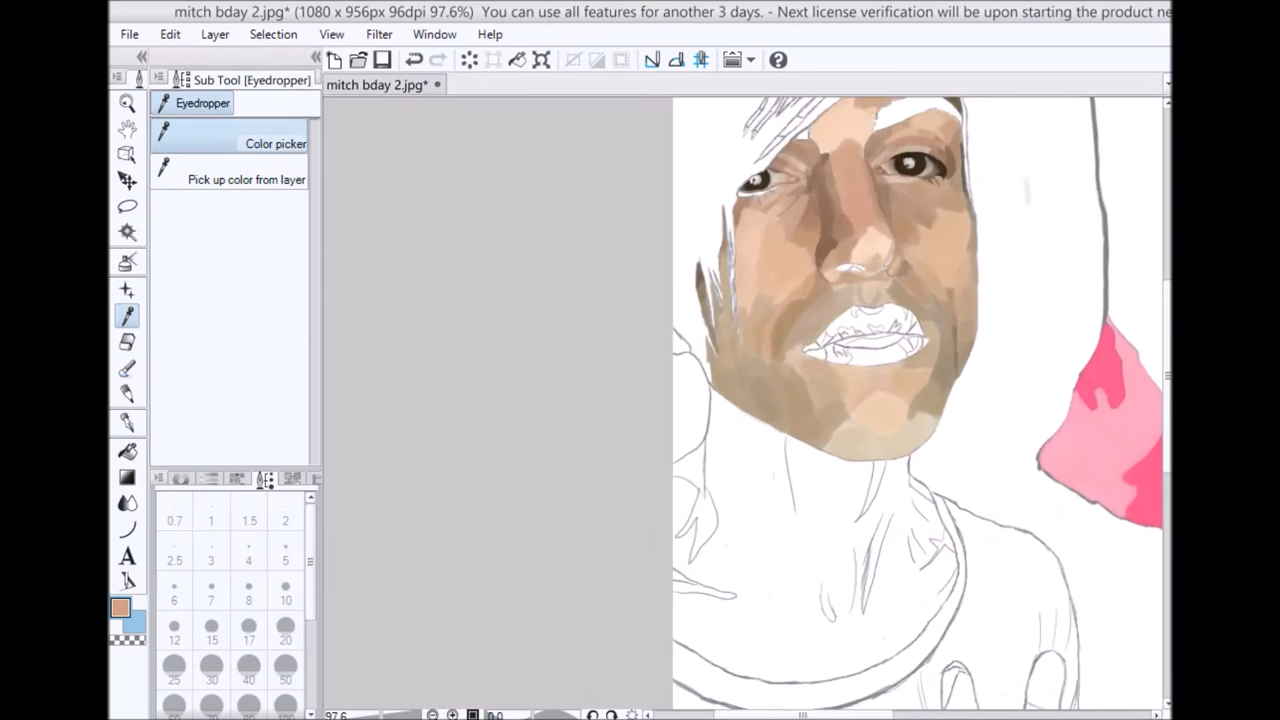 mitch bday 2.jpg* (1080 x 956px 96dpi 97.6%) You can use all features for another 3 days. - Next license verification will be upon starting the product ne
File Edit Layer Selection View Filter Window Help
Sub Tool [Eyedropper]
mitch bday 2.jpg*
Eyedropper
Color picker
Pick up color from layer
0.7 1 1.5 2
2.5 3 4 5
6 7 8 10
12 15 17 20
25 30 40 50
97.6 0.0